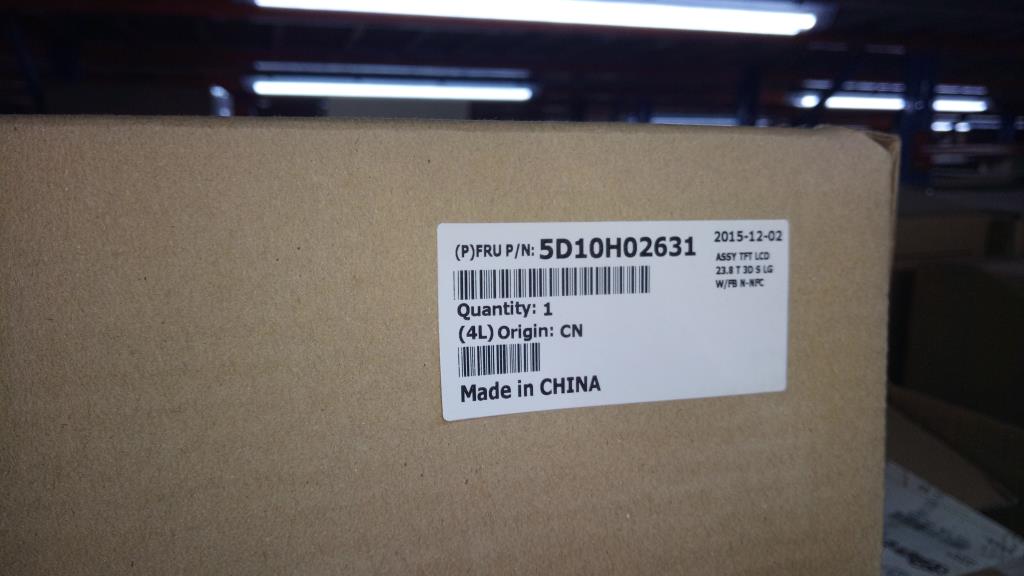 (P)FRU P/N: 5D10H02631
2015-12-02
ASSY TFT LCD
23.8 T 3D S LG
W/FB N-NFC
Quantity: 1
(4L) Origin: CN
Made in CHINA